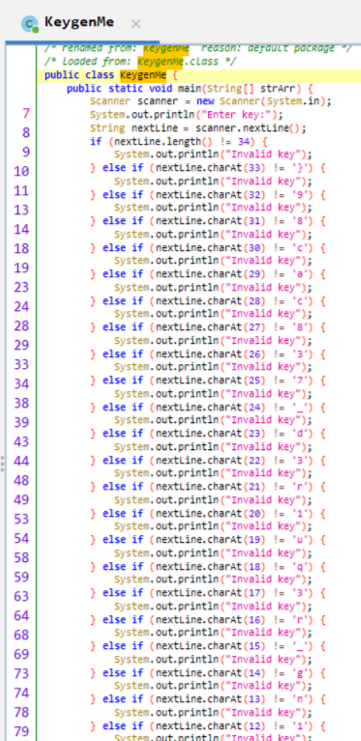 KeygenMe ×
/* renamed from: KeygenMe reason: default package */
/* Loaded from: KeygenMe.class */
public class KeygenMe {
public static void main(String[] strArr) {
Scanner scanner = new Scanner(System.in);
7 System.out.println("Enter key:");
8 String nextLine = scanner.nextLine();
9 if (nextLine.length() != 34) {
10 System.out.println("Invalid key");
11 } else if (nextLine.charAt(33) != '}') {
13 System.out.println("Invalid key");
14 } else if (nextLine.charAt(32) != '9') {
18 System.out.println("Invalid key");
19 } else if (nextLine.charAt(31) != '8') {
23 System.out.println("Invalid key");
24 } else if (nextLine.charAt(30) != 'c') {
28 System.out.println("Invalid key");
29 } else if (nextLine.charAt(29) != 'a') {
33 System.out.println("Invalid key");
34 } else if (nextLine.charAt(28) != 'c') {
38 System.out.println("Invalid key");
39 } else if (nextLine.charAt(27) != '8') {
43 System.out.println("Invalid key");
44 } else if (nextLine.charAt(26) != '3') {
48 System.out.println("Invalid key");
49 } else if (nextLine.charAt(25) != '7') {
53 System.out.println("Invalid key");
54 } else if (nextLine.charAt(24) != '_') {
58 System.out.println("Invalid key");
59 } else if (nextLine.charAt(23) != 'd') {
63 System.out.println("Invalid key");
64 } else if (nextLine.charAt(22) != '3') {
68 System.out.println("Invalid key");
69 } else if (nextLine.charAt(21) != 'r') {
73 System.out.println("Invalid key");
74 } else if (nextLine.charAt(20) != '1') {
78 System.out.println("Invalid key");
79 } else if (nextLine.charAt(19) != 'u') {
System.out.println("Invalid key");
} else if (nextLine.charAt(18) != 'q') {
System.out.println("Invalid key");
} else if (nextLine.charAt(17) != '3') {
System.out.println("Invalid key");
} else if (nextLine.charAt(16) != 'r') {
System.out.println("Invalid key");
} else if (nextLine.charAt(15) != '_') {
System.out.println("Invalid key");
} else if (nextLine.charAt(14) != 'g') {
System.out.println("Invalid key");
} else if (nextLine.charAt(13) != 'n') {
System.out.println("Invalid key");
} else if (nextLine.charAt(12) != '1') {
System.out.println("Invalid key");